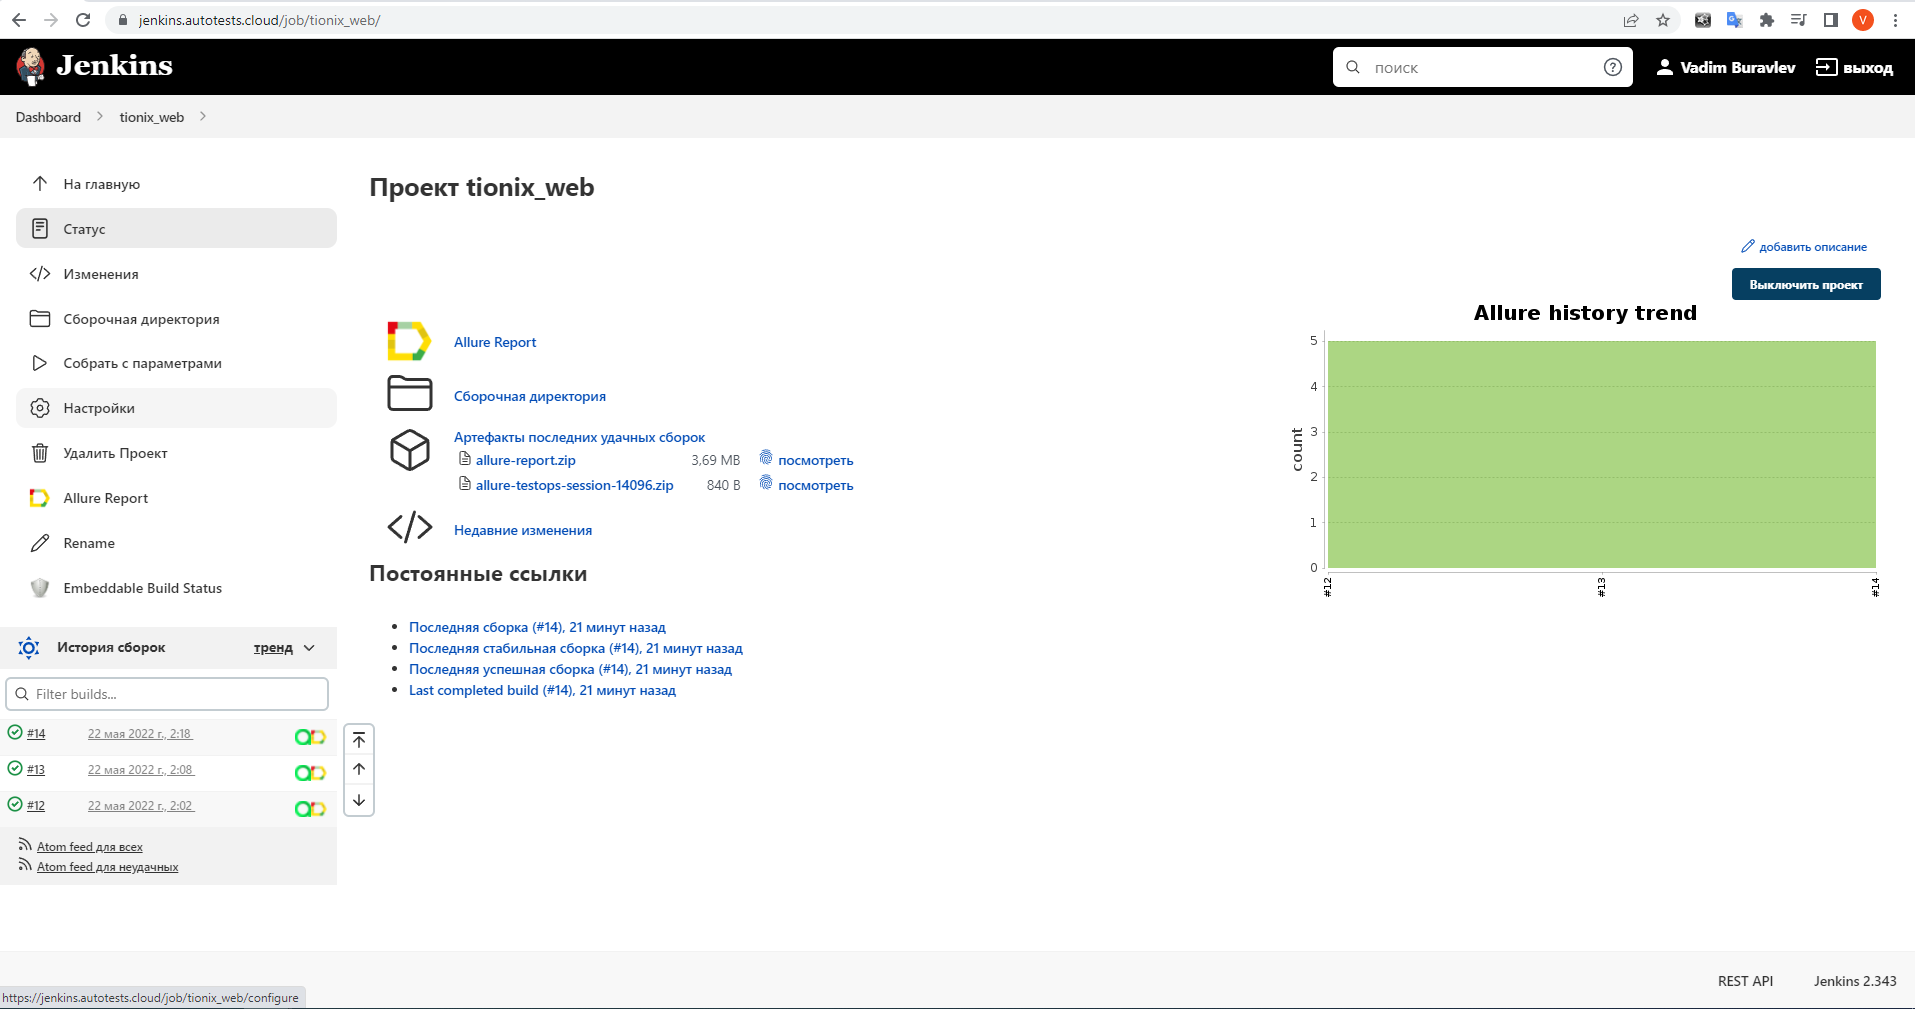 jenkins.autotests.cloud/job/tionix_web/
V
Jenkins
поиск
Vadim Buravlev
выход
Dashboard
tionix_web
На главную
Статус
Изменения
Сборочная директория
Собрать с параметрами
Настройки
Удалить Проект
Allure Report
Rename
Embeddable Build Status
История сборок
тренд
Filter builds...
#14 22 мая 2022 г., 2:18
#13 22 мая 2022 г., 2:08
#12 22 мая 2022 г., 2:02
Atom feed для всех
Atom feed для неудачных
Проект tionix_web
добавить описание
Выключить проект
Allure Report
Сборочная директория
Артефакты последних удачных сборок
allure-report.zip 3,69 MB посмотреть
allure-testops-session-14096.zip 840 B посмотреть
Недавние изменения
Постоянные ссылки
Последняя сборка (#14), 21 минут назад
Последняя стабильная сборка (#14), 21 минут назад
Последняя успешная сборка (#14), 21 минут назад
Last completed build (#14), 21 минут назад
Allure history trend
count
5
4
3
2
1
0
#12
#13
#14
REST API
Jenkins 2.343
https://jenkins.autotests.cloud/job/tionix_web/configure